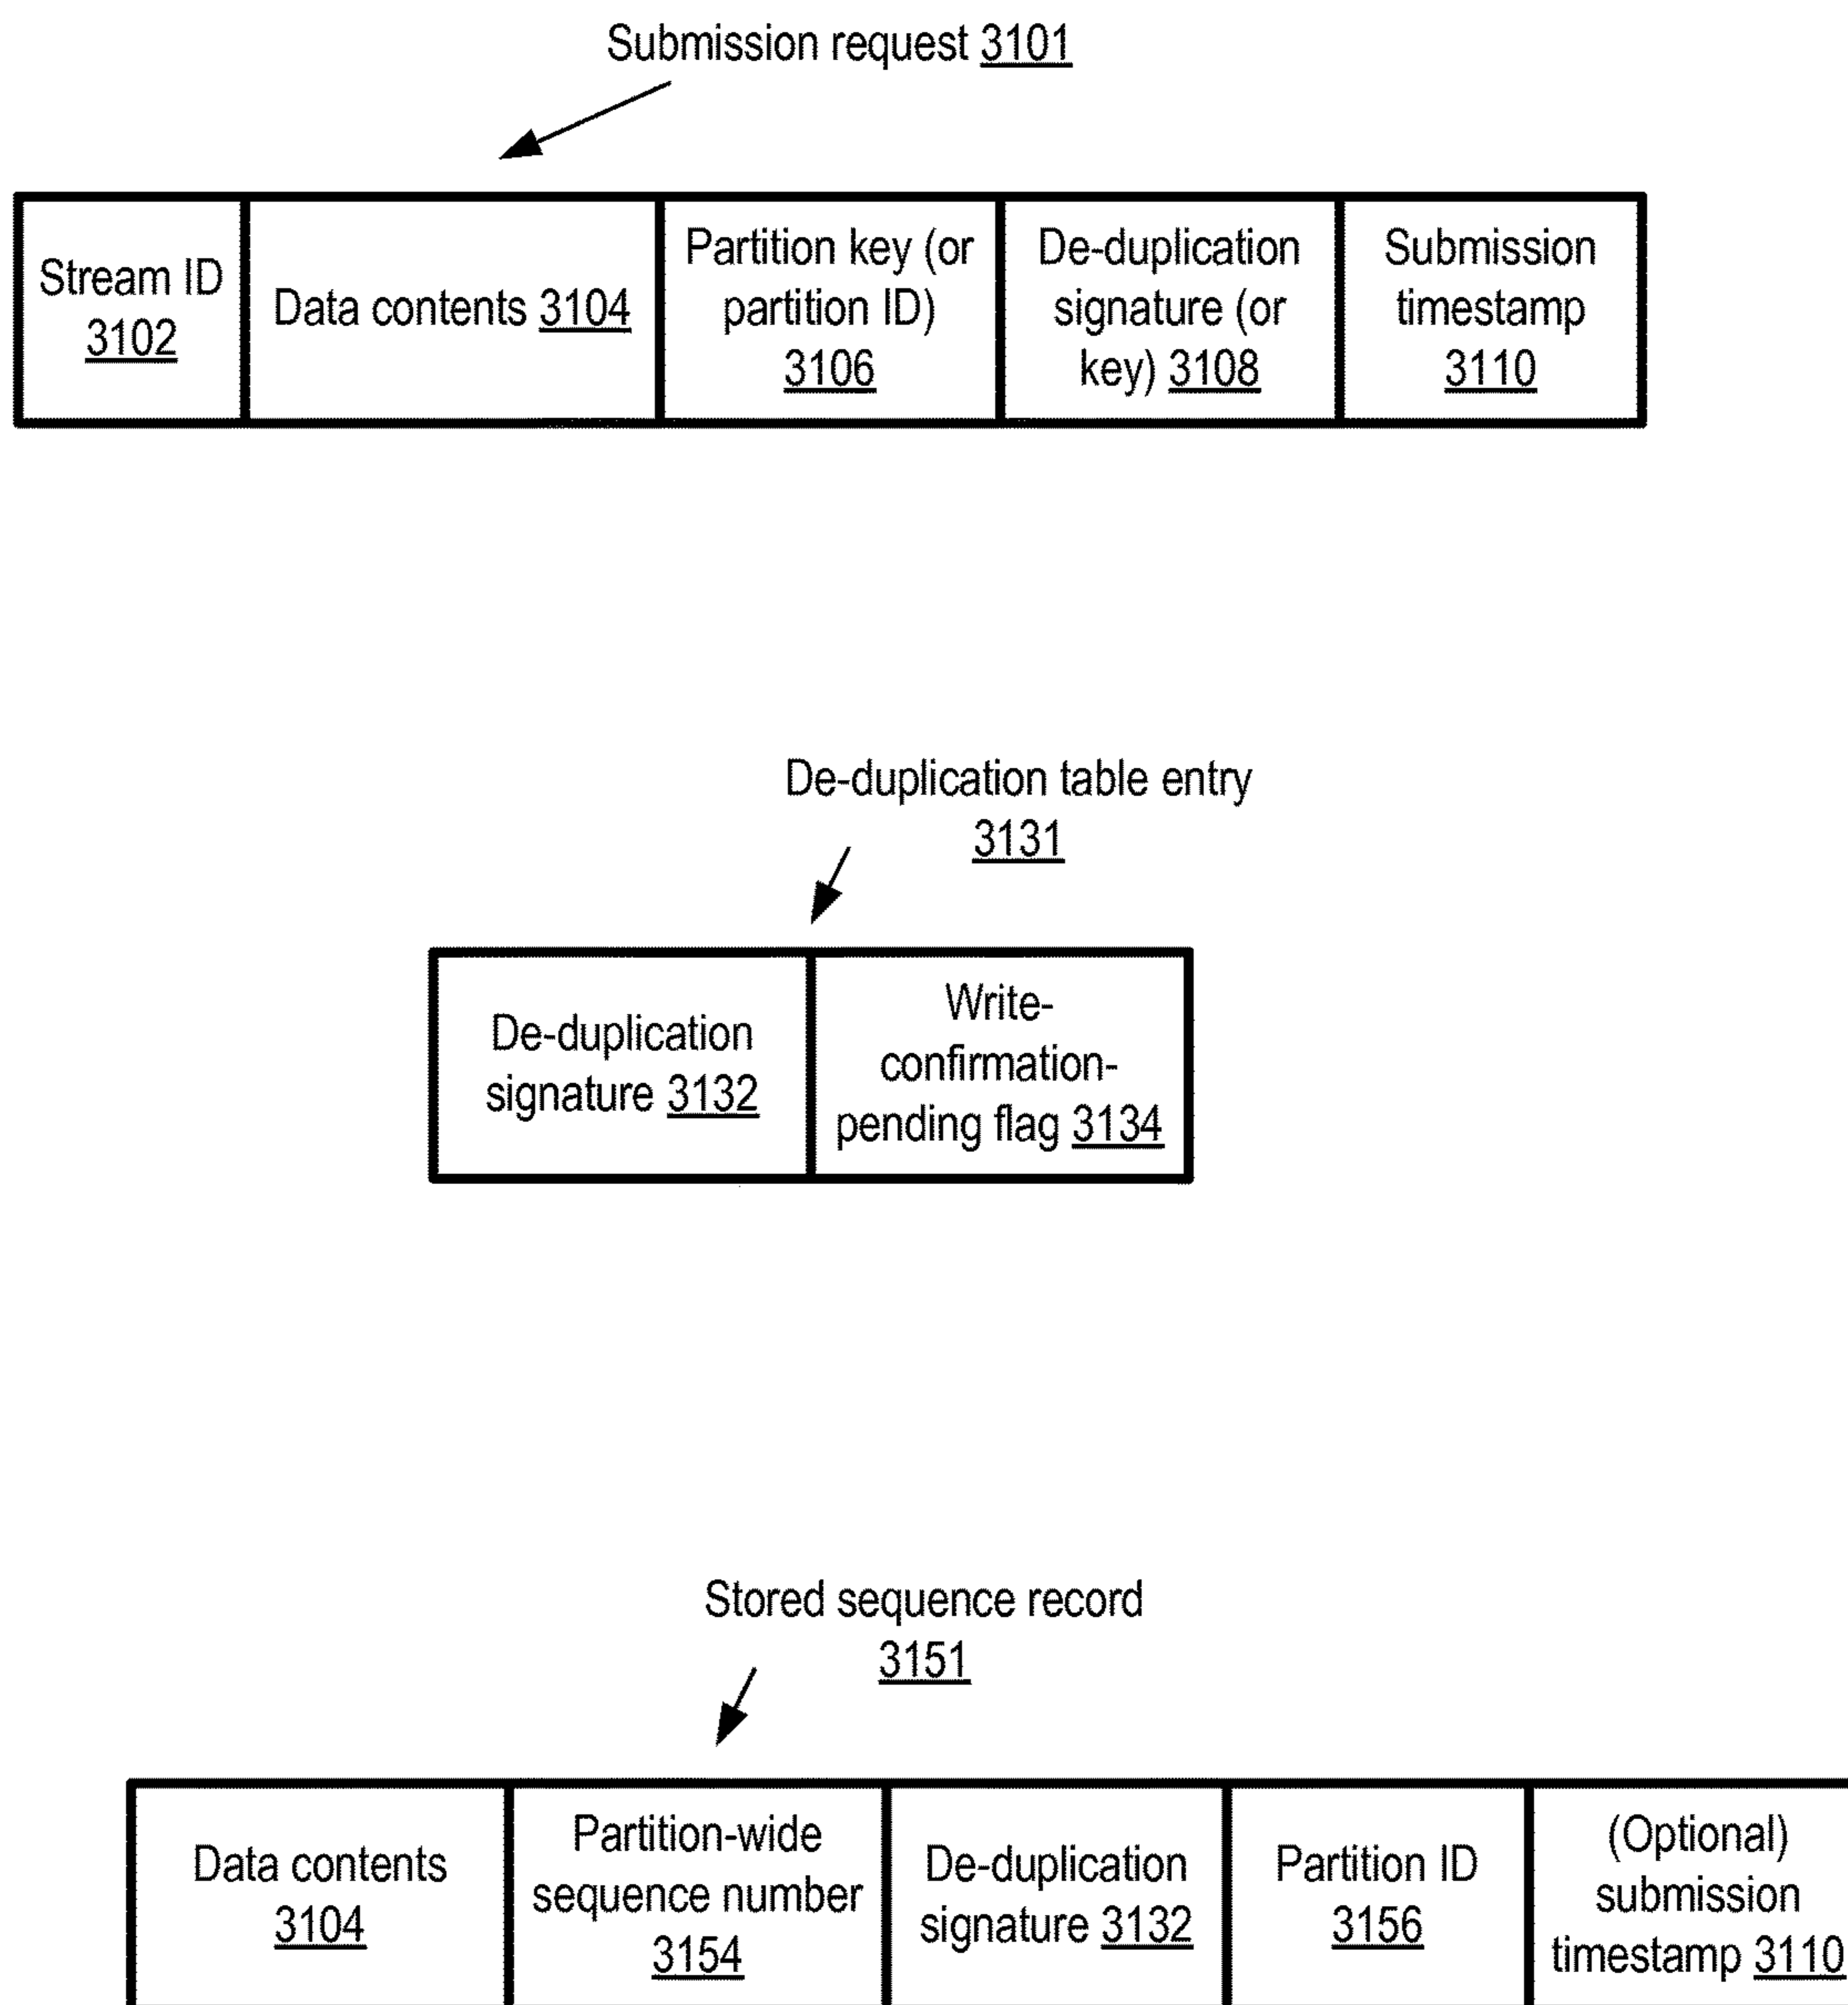 Submission request 3101
Stream ID
3102
Data contents 3104
Partition key (or
partition ID)
3106
De-duplication
signature (or
key) 3108
Submission
timestamp
3110
De-duplication table entry
3131
De-duplication
signature 3132
Write-
confirmation-
pending flag 3134
Stored sequence record
3151
Data contents
3104
Partition-wide
sequence number
3154
De-duplication
signature 3132
Partition ID
3156
(Optional)
submission
timestamp 3110